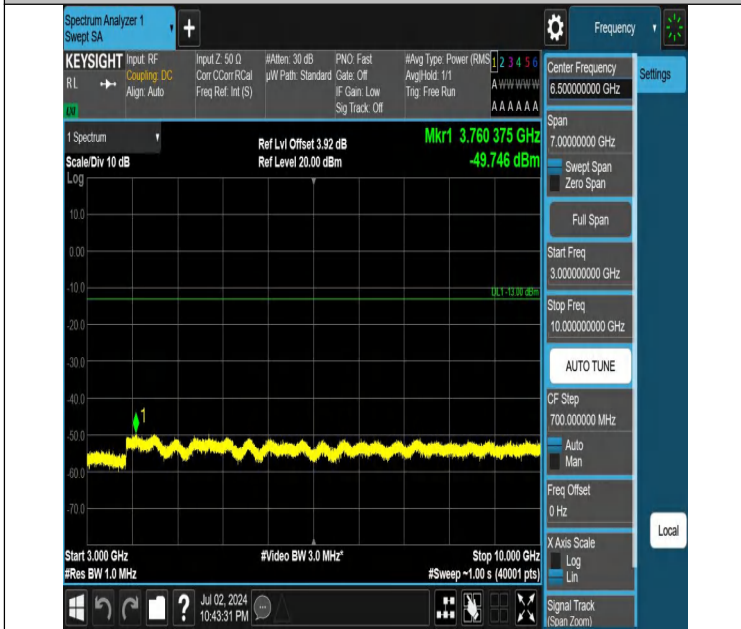 Spectrum Analyzer 1
Swept SA
+
Frequency
KEYSIGHT
RL
Input: RF
Coupling: DC
Align: Auto
Input Z: 50 Ω
Corr CCorr RCal
Freq Ref: Int (S)
#Atten: 30 dB
µW Path: Standard
PNO: Fast
Gate: Off
IF Gain: Low
Sig Track: Off
#Avg Type: Power (RMS
Avg|Hold: 1/1
Trig: Free Run
1 2 3 4 5 6
A W W W W W
A A A A A A
1 Spectrum
Scale/Div 10 dB
Log
Ref Lvl Offset 3.92 dB
Ref Level 20.00 dBm
Mkr1 3.760 375 GHz
-49.746 dBm
10.0
0.00
-10.0
DL1 -13.00 dBm
-20.0
-30.0
-40.0
1
-50.0
-60.0
-70.0
Start 3.000 GHz
#Res BW 1.0 MHz
#Video BW 3.0 MHz*
Stop 10.000 GHz
#Sweep ~1.00 s (40001 pts)
?
Jul 02, 2024
10:43:31 PM
Center Frequency
6.500000000 GHz
Settings
Span
7.00000000 GHz
Swept Span
Zero Span
Full Span
Start Freq
3.000000000 GHz
Stop Freq
10.000000000 GHz
AUTO TUNE
CF Step
700.000000 MHz
Auto
Man
Freq Offset
0 Hz
X Axis Scale
Log
Lin
Local
Signal Track
(Span Zoom)